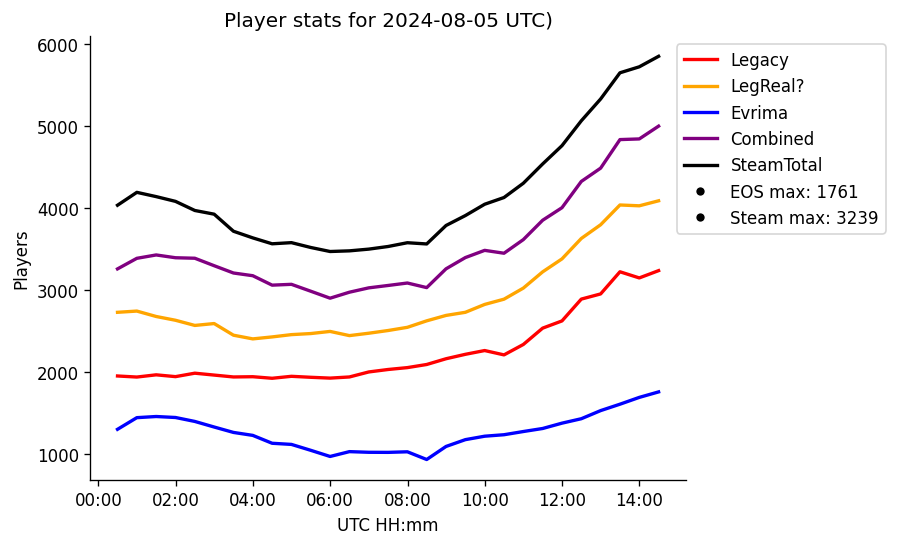 Player stats for 2024-08-05 UTC)
6000
5000
4000
3000
2000
1000
Players
00:00 02:00 04:00 06:00 08:00 10:00 12:00 14:00
UTC HH:mm
Legacy
LegReal?
Evrima
Combined
SteamTotal
EOS max: 1761
Steam max: 3239